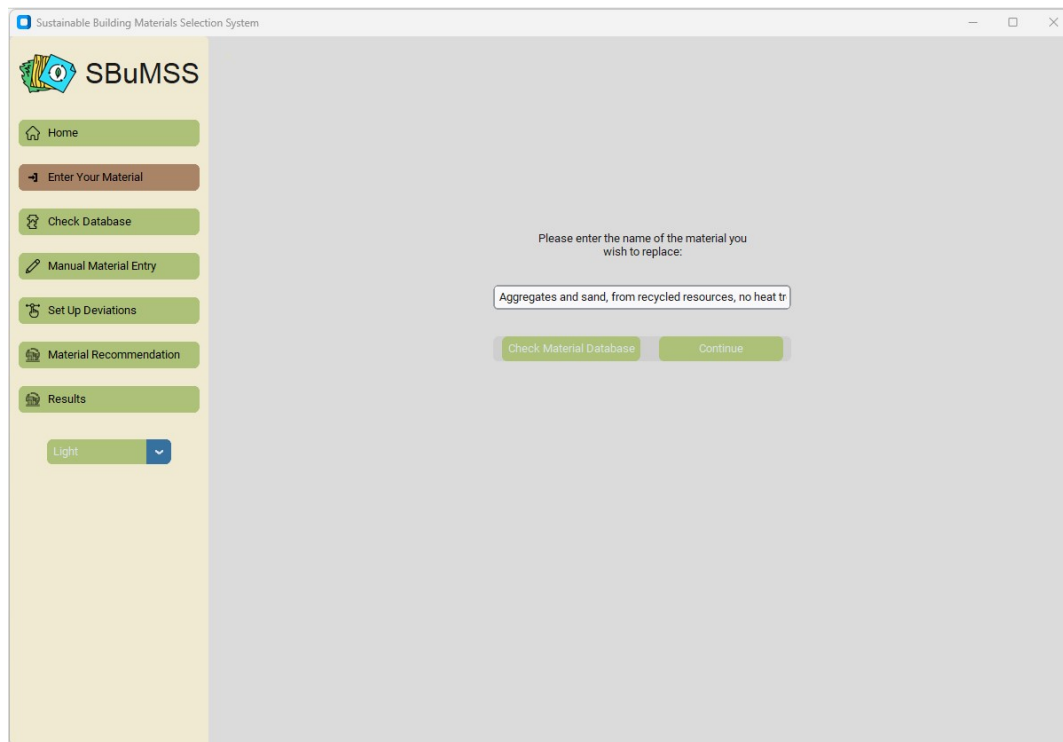 Sustainable Building Materials Selection System
SBuMSS
Home
Enter Your Material
Check Database
Manual Material Entry
Set Up Deviations
Material Recommendation
Results
Light
Please enter the name of the material you
wish to replace:
Aggregates and sand, from recycled resources, no heat tr
Check Material Database
Continue